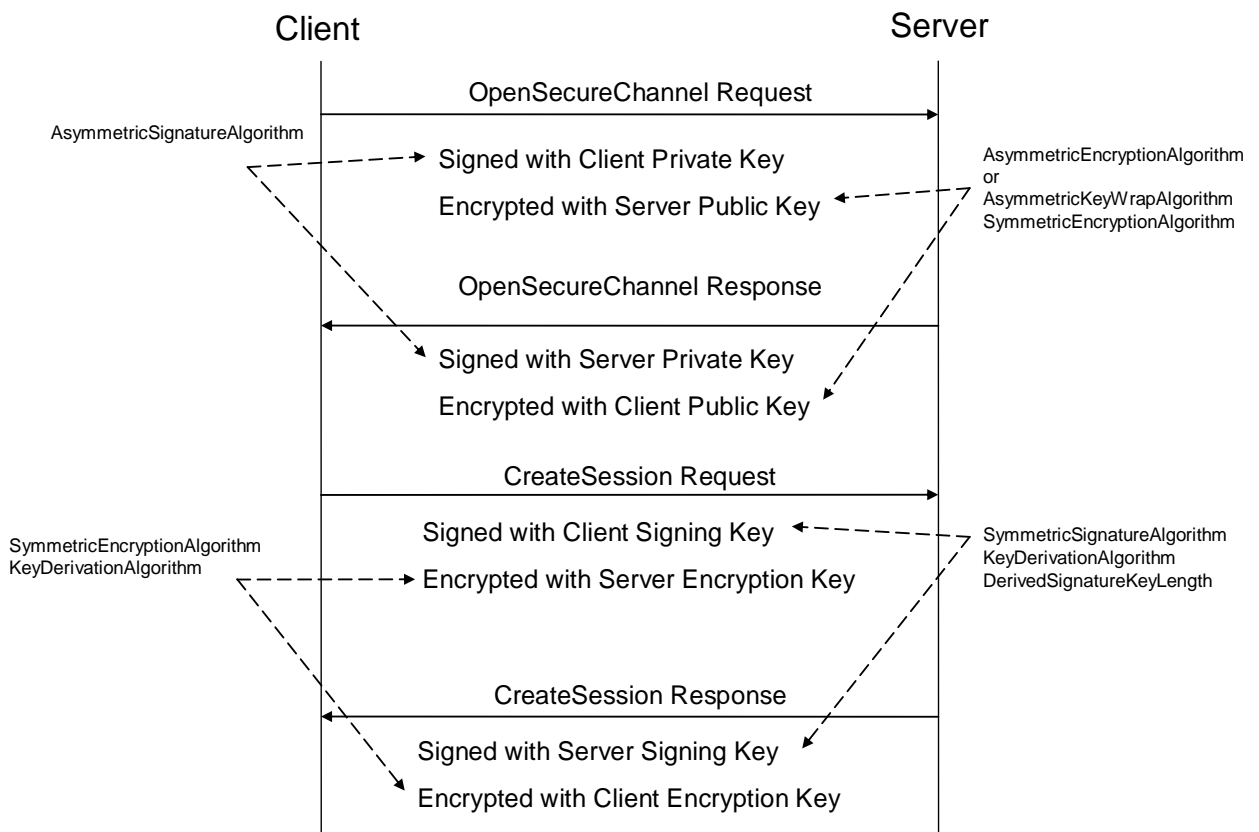 Client
Server
OpenSecureChannel Request
AsymmetricSignatureAlgorithm
Signed with Client Private Key
Encrypted with Server Public Key
AsymmetricEncryptionAlgorithm
or
AsymmetricKeyWrapAlgorithm
SymmetricEncryptionAlgorithm
OpenSecureChannel Response
Signed with Server Private Key
Encrypted with Client Public Key
CreateSession Request
Signed with Client Signing Key
Encrypted with Server Encryption Key
SymmetricEncryptionAlgorithm
KeyDerivationAlgorithm
SymmetricSignatureAlgorithm
KeyDerivationAlgorithm
DerivedSignatureKeyLength
CreateSession Response
Signed with Server Signing Key
Encrypted with Client Encryption Key